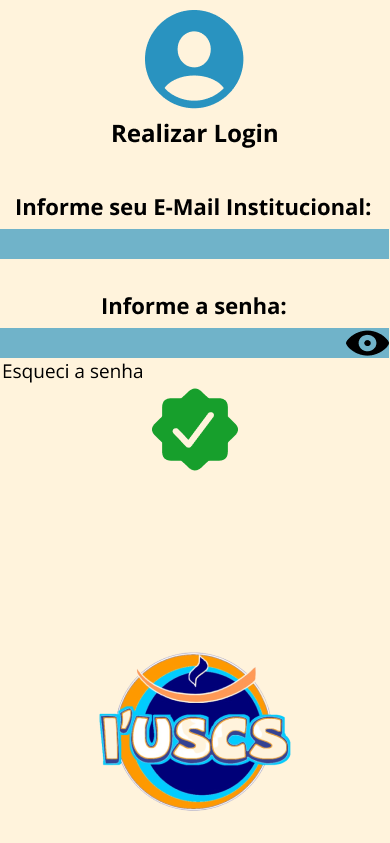 Realizar Login
Informe seu E-Mail Institucional:
Informe a senha:
Esqueci a senha
l'USCS